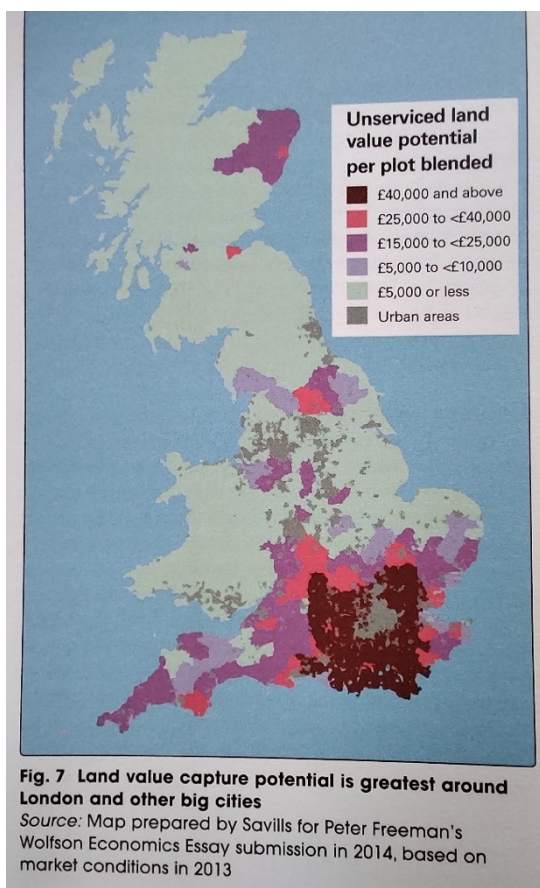 Unserviced land
value potential
per plot blended
£40,000 and above
£25,000 to <£40,000
£15,000 to <£25,000
£5,000 to <£10,000
£5,000 or less
Urban areas
Fig. 7 Land value capture potential is greatest around
London and other big cities
Source: Map prepared by Savills for Peter Freeman's
Wolfson Economics Essay submission in 2014, based on
market conditions in 2013